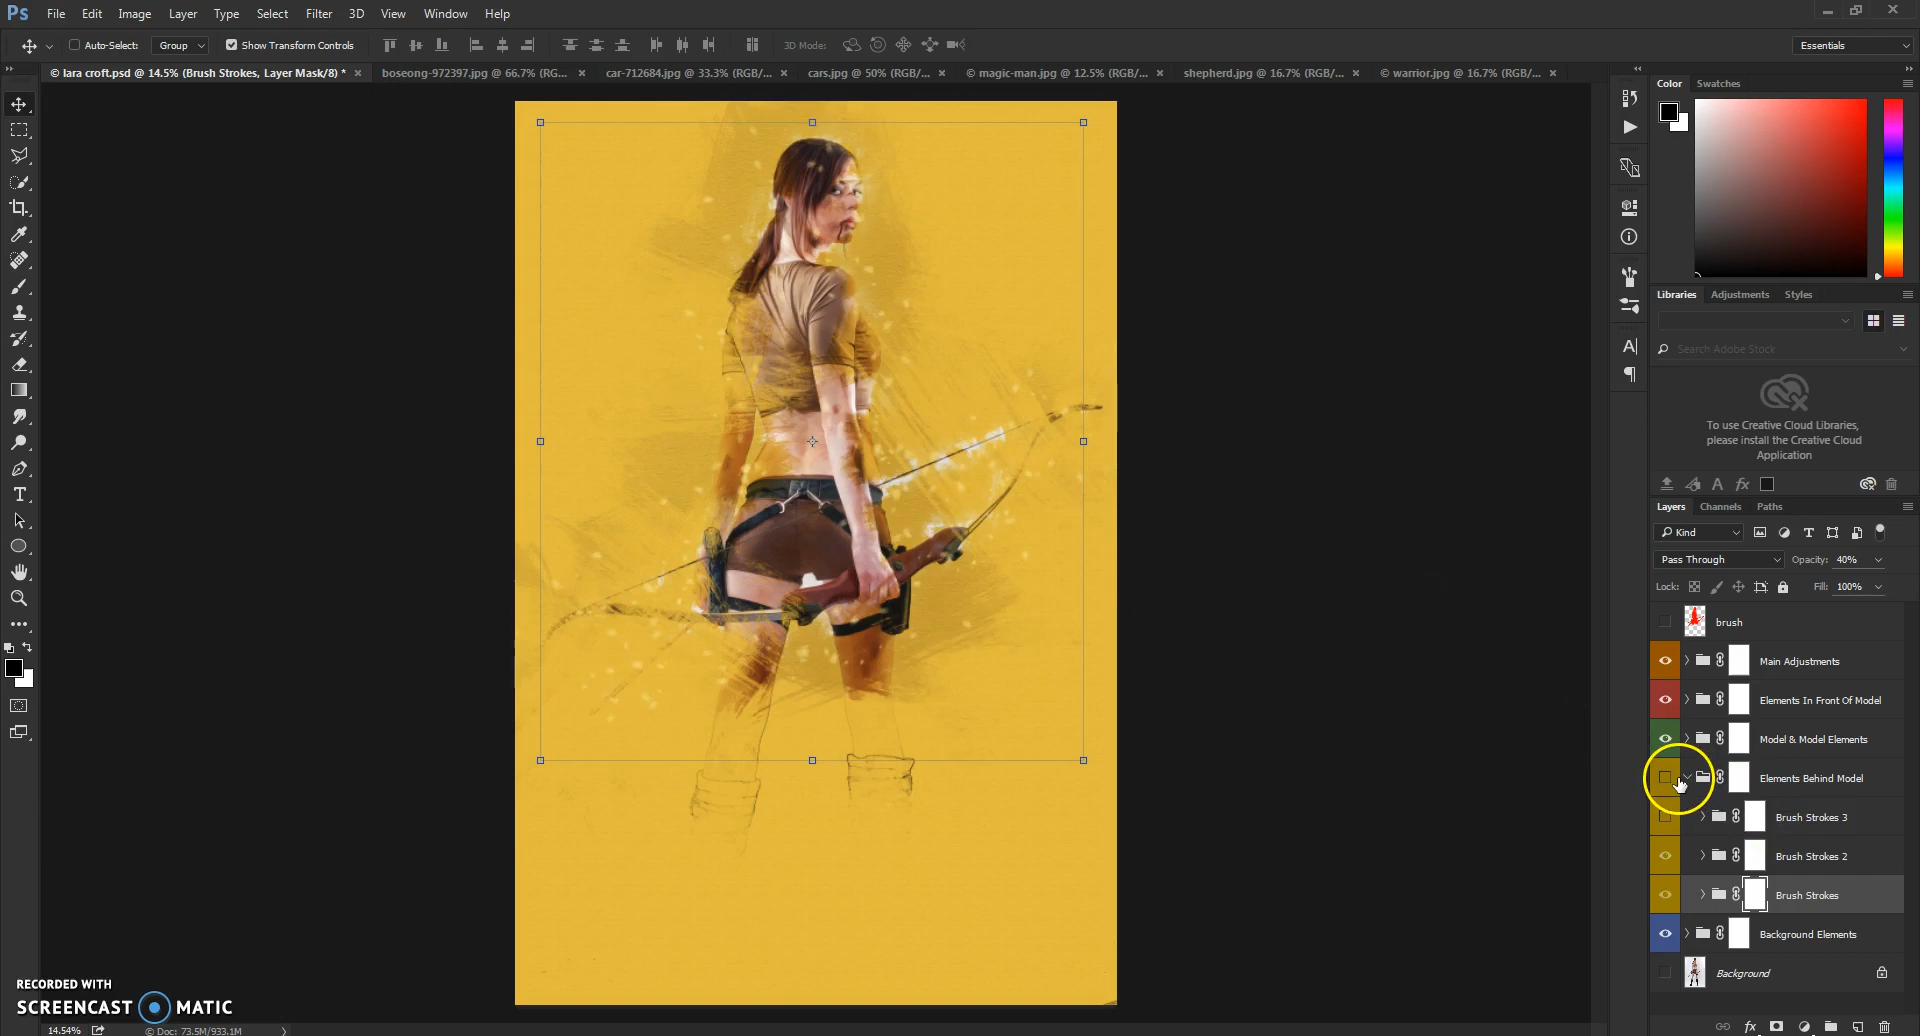 Ps File Edit Image Layer Type Select Filter 3D View Window Help
Auto-Select: Group Show Transform Controls 3D Mode: Essentials
© lara croft.psd @ 14.5% (Brush Strokes, Layer Mask/8) * × boseong-972397.jpg @ 66.7% (RG... × car-712684.jpg @ 33.3% (RGB/... × cars.jpg @ 50% (RGB/... × © magic-man.jpg @ 12.5% (RGB/... × shepherd.jpg @ 16.7% (RGB/... × © warrior.jpg @ 16.7% (RGB/... ×
Color Swatches
Libraries Adjustments Styles
Search Adobe Stock
To use Creative Cloud Libraries,
please install the Creative Cloud
Application
Layers Channels Paths
Kind
Pass Through Opacity: 40%
Lock: Fill: 100%
brush
Main Adjustments
Elements In Front Of Model
Model & Model Elements
Elements Behind Model
Brush Strokes 3
Brush Strokes 2
Brush Strokes
Background Elements
Background
RECORDED WITH
SCREENCAST MATIC
14.54% © Doc: 73.5M/933.1M